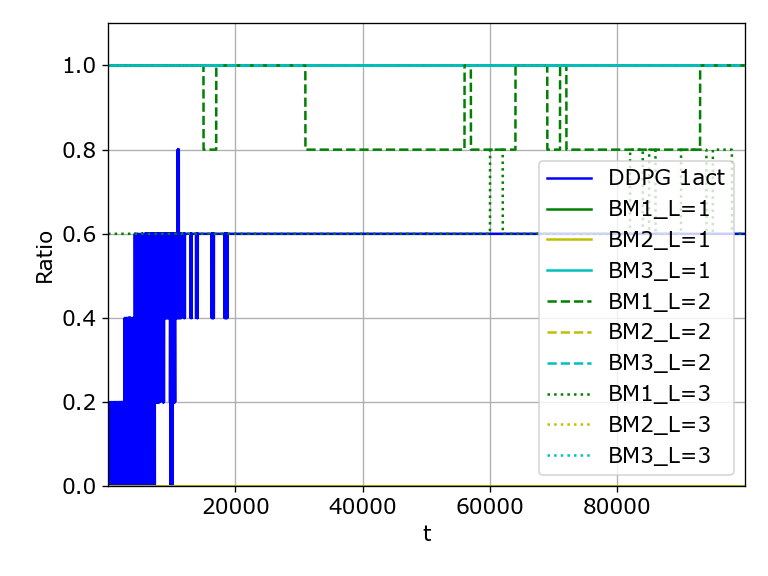 1.0
0.8
0.6
0.4
0.2
0.0
Ratio
20000 40000 60000 80000
t
DDPG 1act
BM1_L=1
BM2_L=1
BM3_L=1
BM1_L=2
BM2_L=2
BM3_L=2
BM1_L=3
BM2_L=3
BM3_L=3